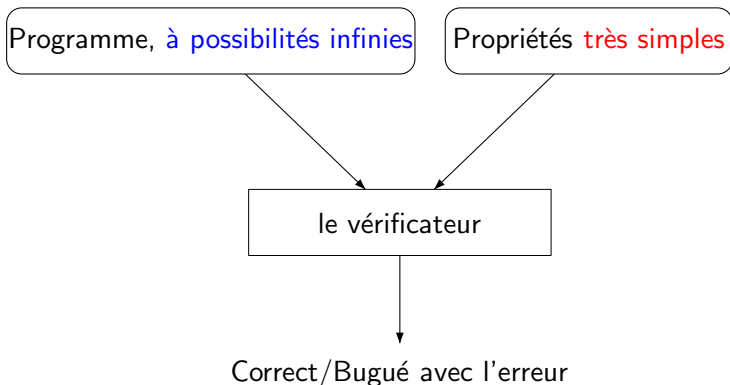 Programme, à possibilités infinies
Propriétés très simples
le vérificateur
Correct/Bugué avec l'erreur